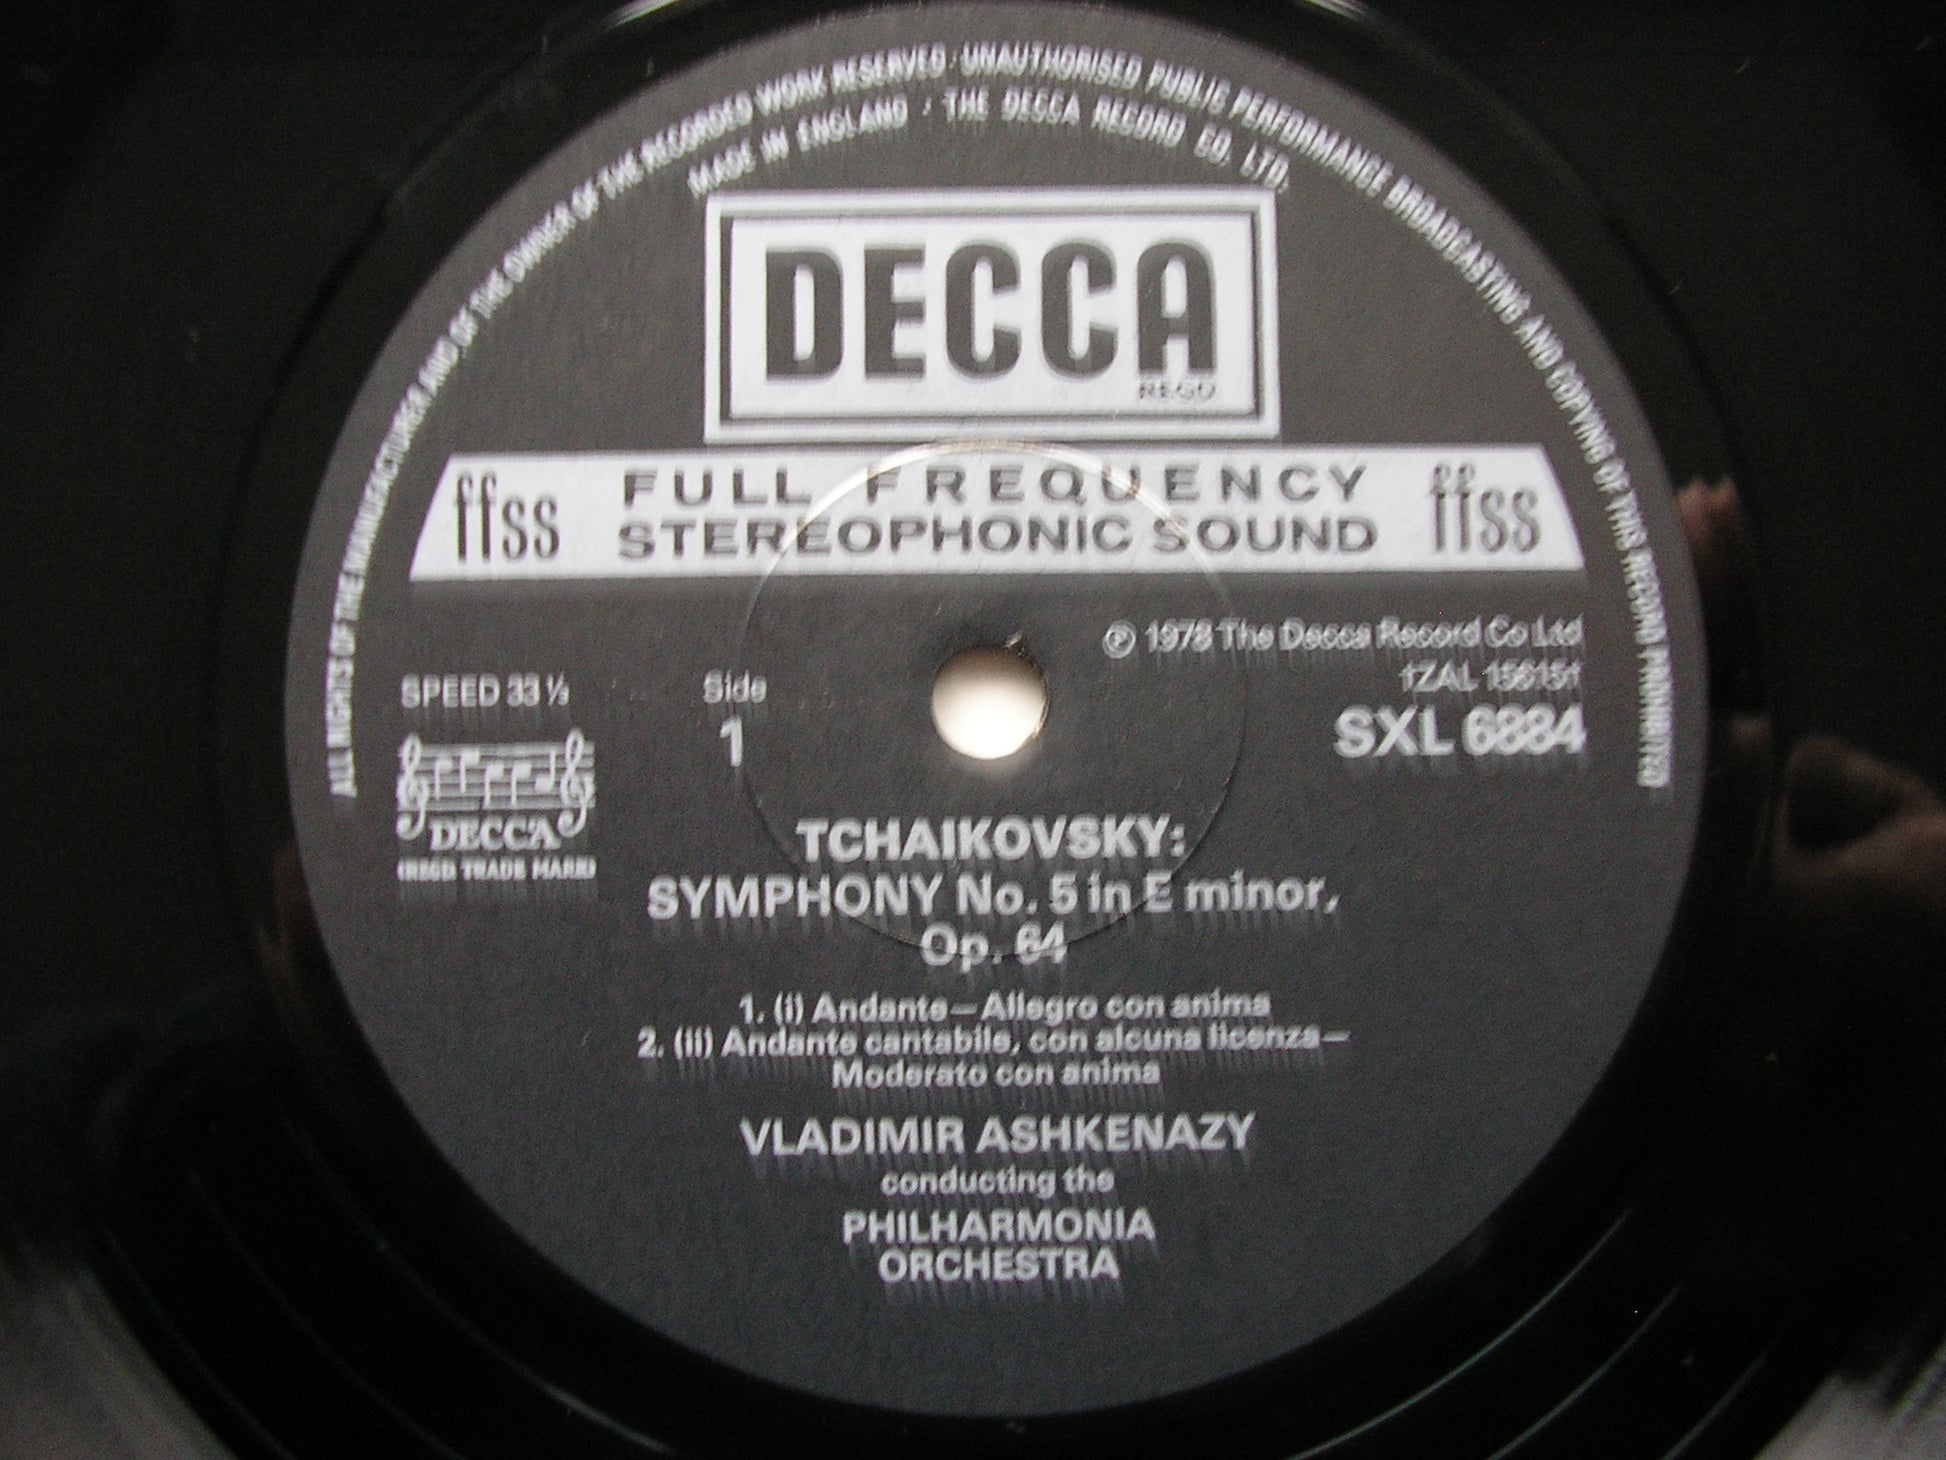 ALL RIGHTS OF THE MANUFACTURER AND OF THE OWNER OF THE RECORDED WORK RESERVED · UNAUTHORISED PUBLIC PERFORMANCE BROADCASTING AND COPYING OF THIS RECORD PROHIBITED
MADE IN ENGLAND · THE DECCA RECORD CO. LTD.
DECCA
REGD
ffss FULL FREQUENCY STEREOPHONIC SOUND ffss
℗ 1978 The Decca Record Co Ltd
SPEED 33⅓
Side
1
SXL 6884
DECCA
(REGD TRADE MARK)
TCHAIKOVSKY:
SYMPHONY No. 5 in E minor,
Op. 64
1. (i) Andante—Allegro con anima
2. (ii) Andante cantabile, con alcuna licenza—
Moderato con anima
VLADIMIR ASHKENAZY
conducting the
PHILHARMONIA
ORCHESTRA